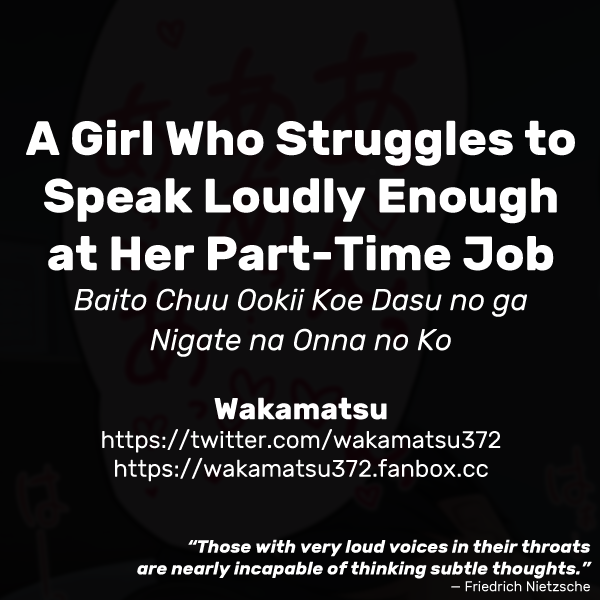 A Girl Who Struggles to
Speak Loudly Enough
at Her Part-Time Job
Baito Chuu Ookii Koe Dasu no ga
Nigate na Onna no Ko
Wakamatsu
https://twitter.com/wakamatsu372
https://wakamatsu372.fanbox.cc
“Those with very loud voices in their throats
are nearly incapable of thinking subtle thoughts.”
— Friedrich Nietzsche